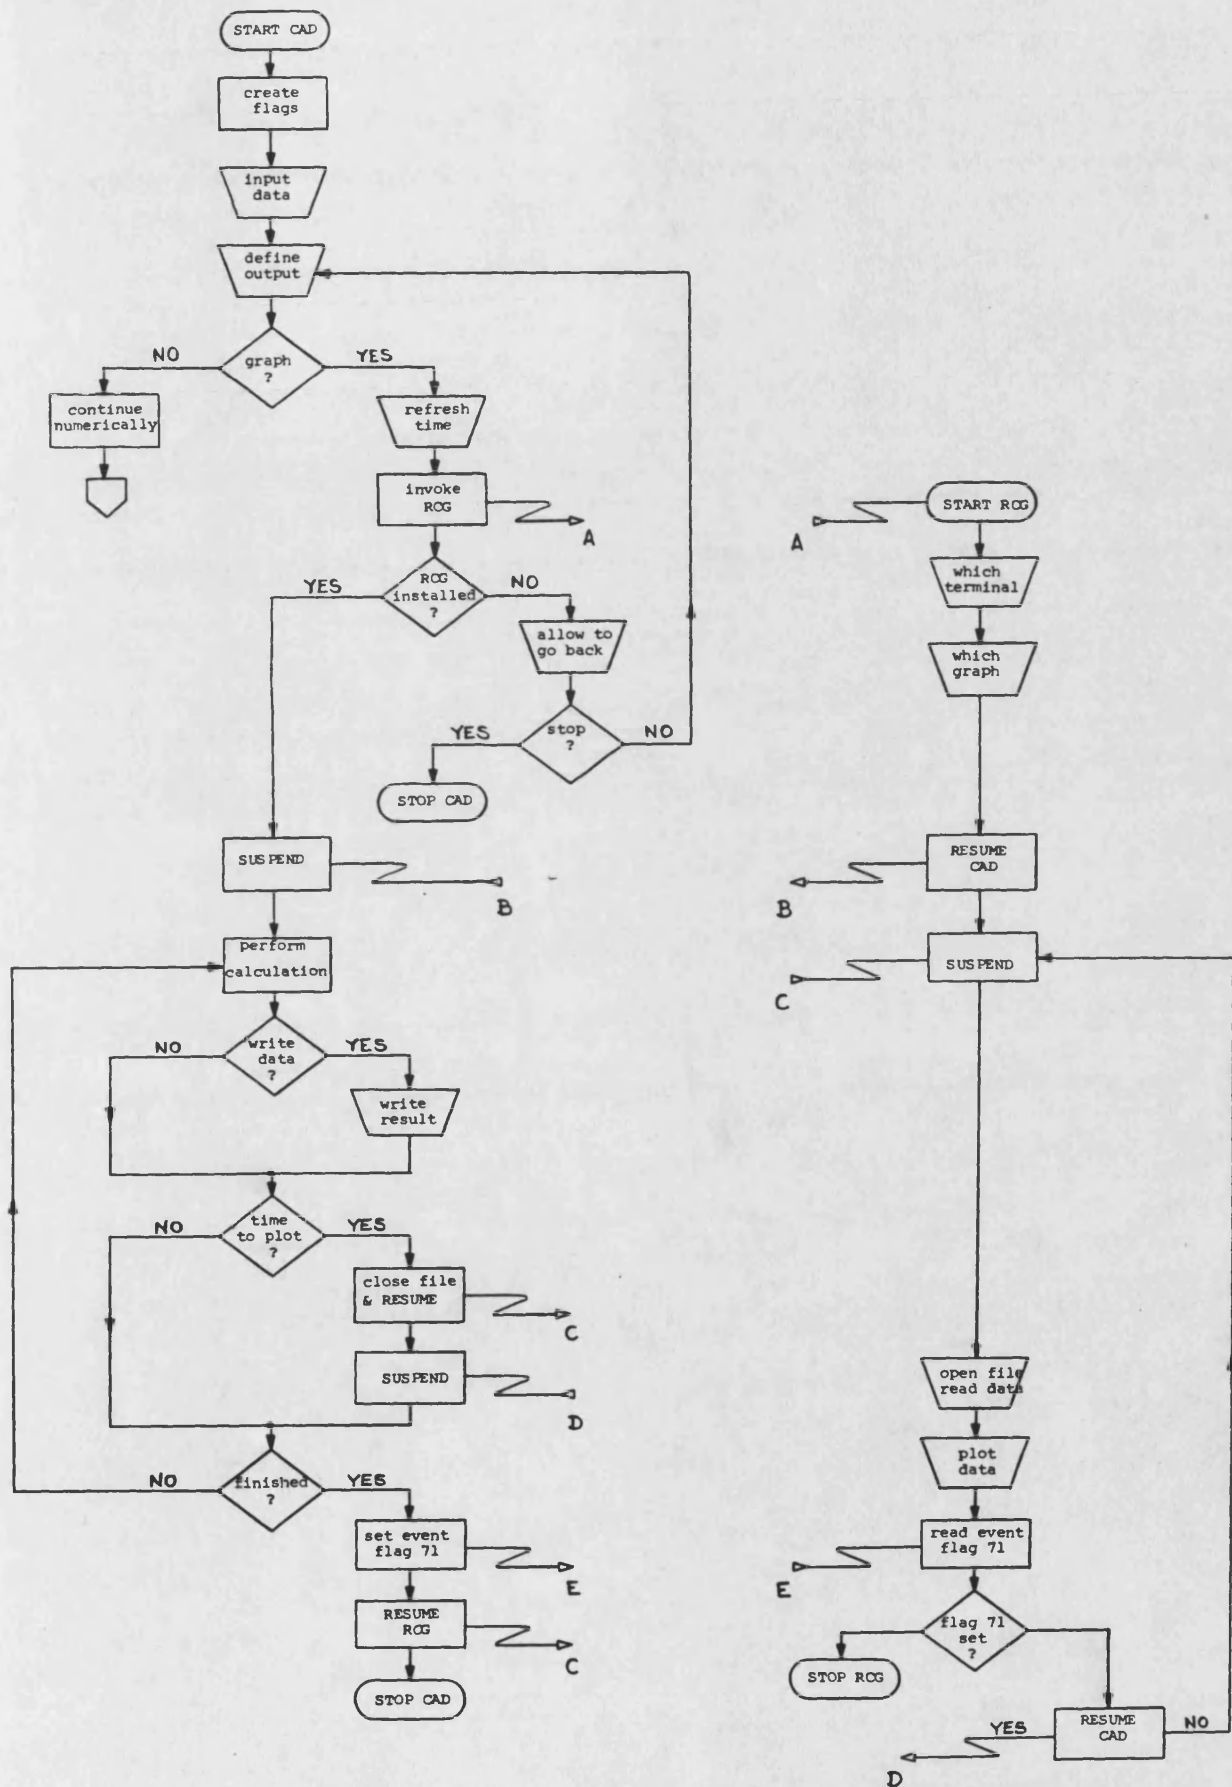 START CAD
create
flags
input
data
define
output
graph
?
NO
YES
continue
numerically
refresh
time
invoke
RCG
A
RCG
installed
?
YES
NO
allow to
go back
stop
?
YES
NO
STOP CAD
SUSPEND
B
perform
calculation
write
data
?
NO
YES
write
result
time
to plot
?
NO
YES
close file
& RESUME
C
SUSPEND
D
finished
?
NO
YES
set event
flag 71
E
RESUME
RCG
C
STOP CAD
A
START RCG
which
terminal
which
graph
RESUME
CAD
B
SUSPEND
C
open file
read data
plot
data
read event
flag 71
E
flag 71
set
?
STOP RCG
RESUME
CAD
YES
NO
D